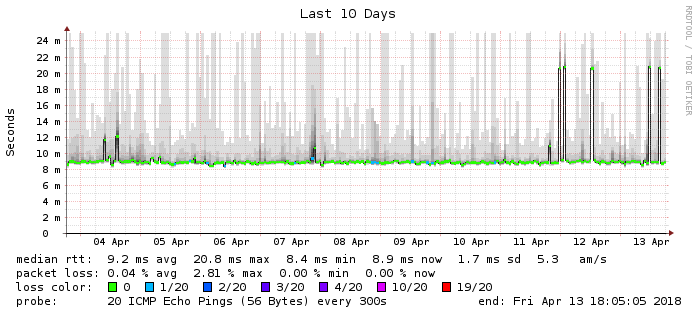 Last 10 Days
RRDTOOL / TOBI OETIKER
Seconds
24 m
22 m
20 m
18 m
16 m
14 m
12 m
10 m
8 m
6 m
4 m
2 m
0
04 Apr 05 Apr 06 Apr 07 Apr 08 Apr 09 Apr 10 Apr 11 Apr 12 Apr 13 Apr
median rtt: 9.2 ms avg 20.8 ms max 8.4 ms min 8.9 ms now 1.7 ms sd 5.3 am/s
packet loss: 0.04 % avg 2.81 % max 0.00 % min 0.00 % now
loss color: 0 1/20 2/20 3/20 4/20 10/20 19/20
probe: 20 ICMP Echo Pings (56 Bytes) every 300s end: Fri Apr 13 18:05:05 2018